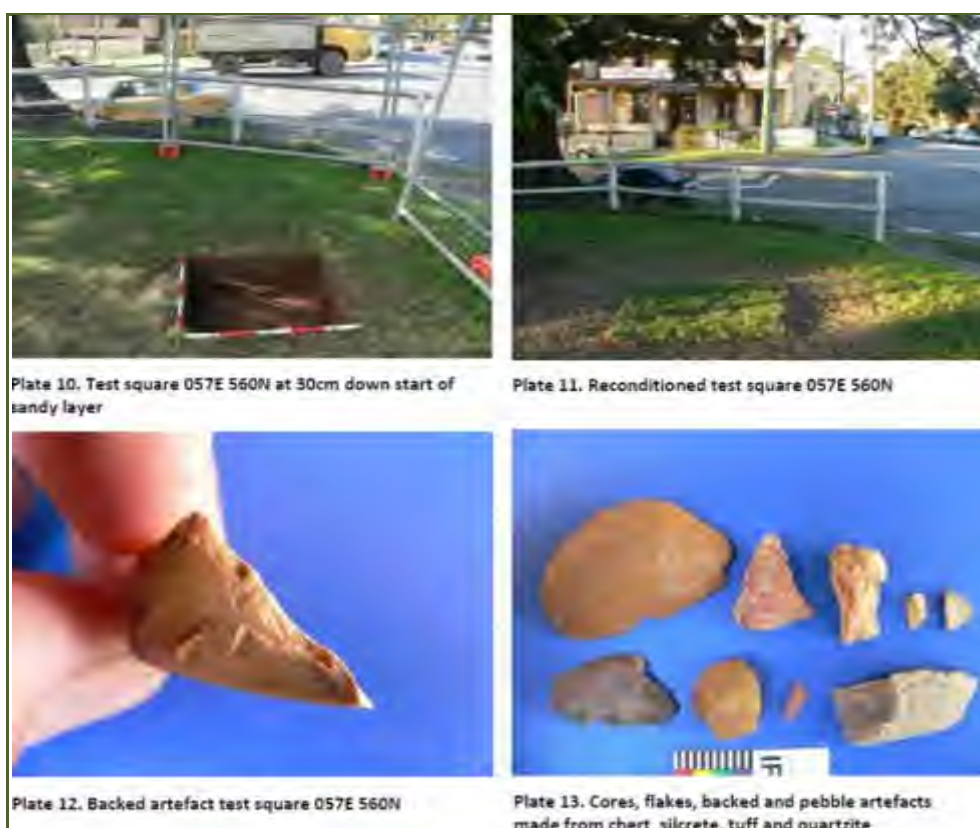 Plate 10. Test square 057E 560N at 30cm down start of
sandy layer
Plate 11. Reconditioned test square 057E 560N
Plate 12. Backed artefact test square 057E 560N
Plate 13. Cores, flakes, backed and pebble artefacts
made from chert, silcrete, tuff and quartzite